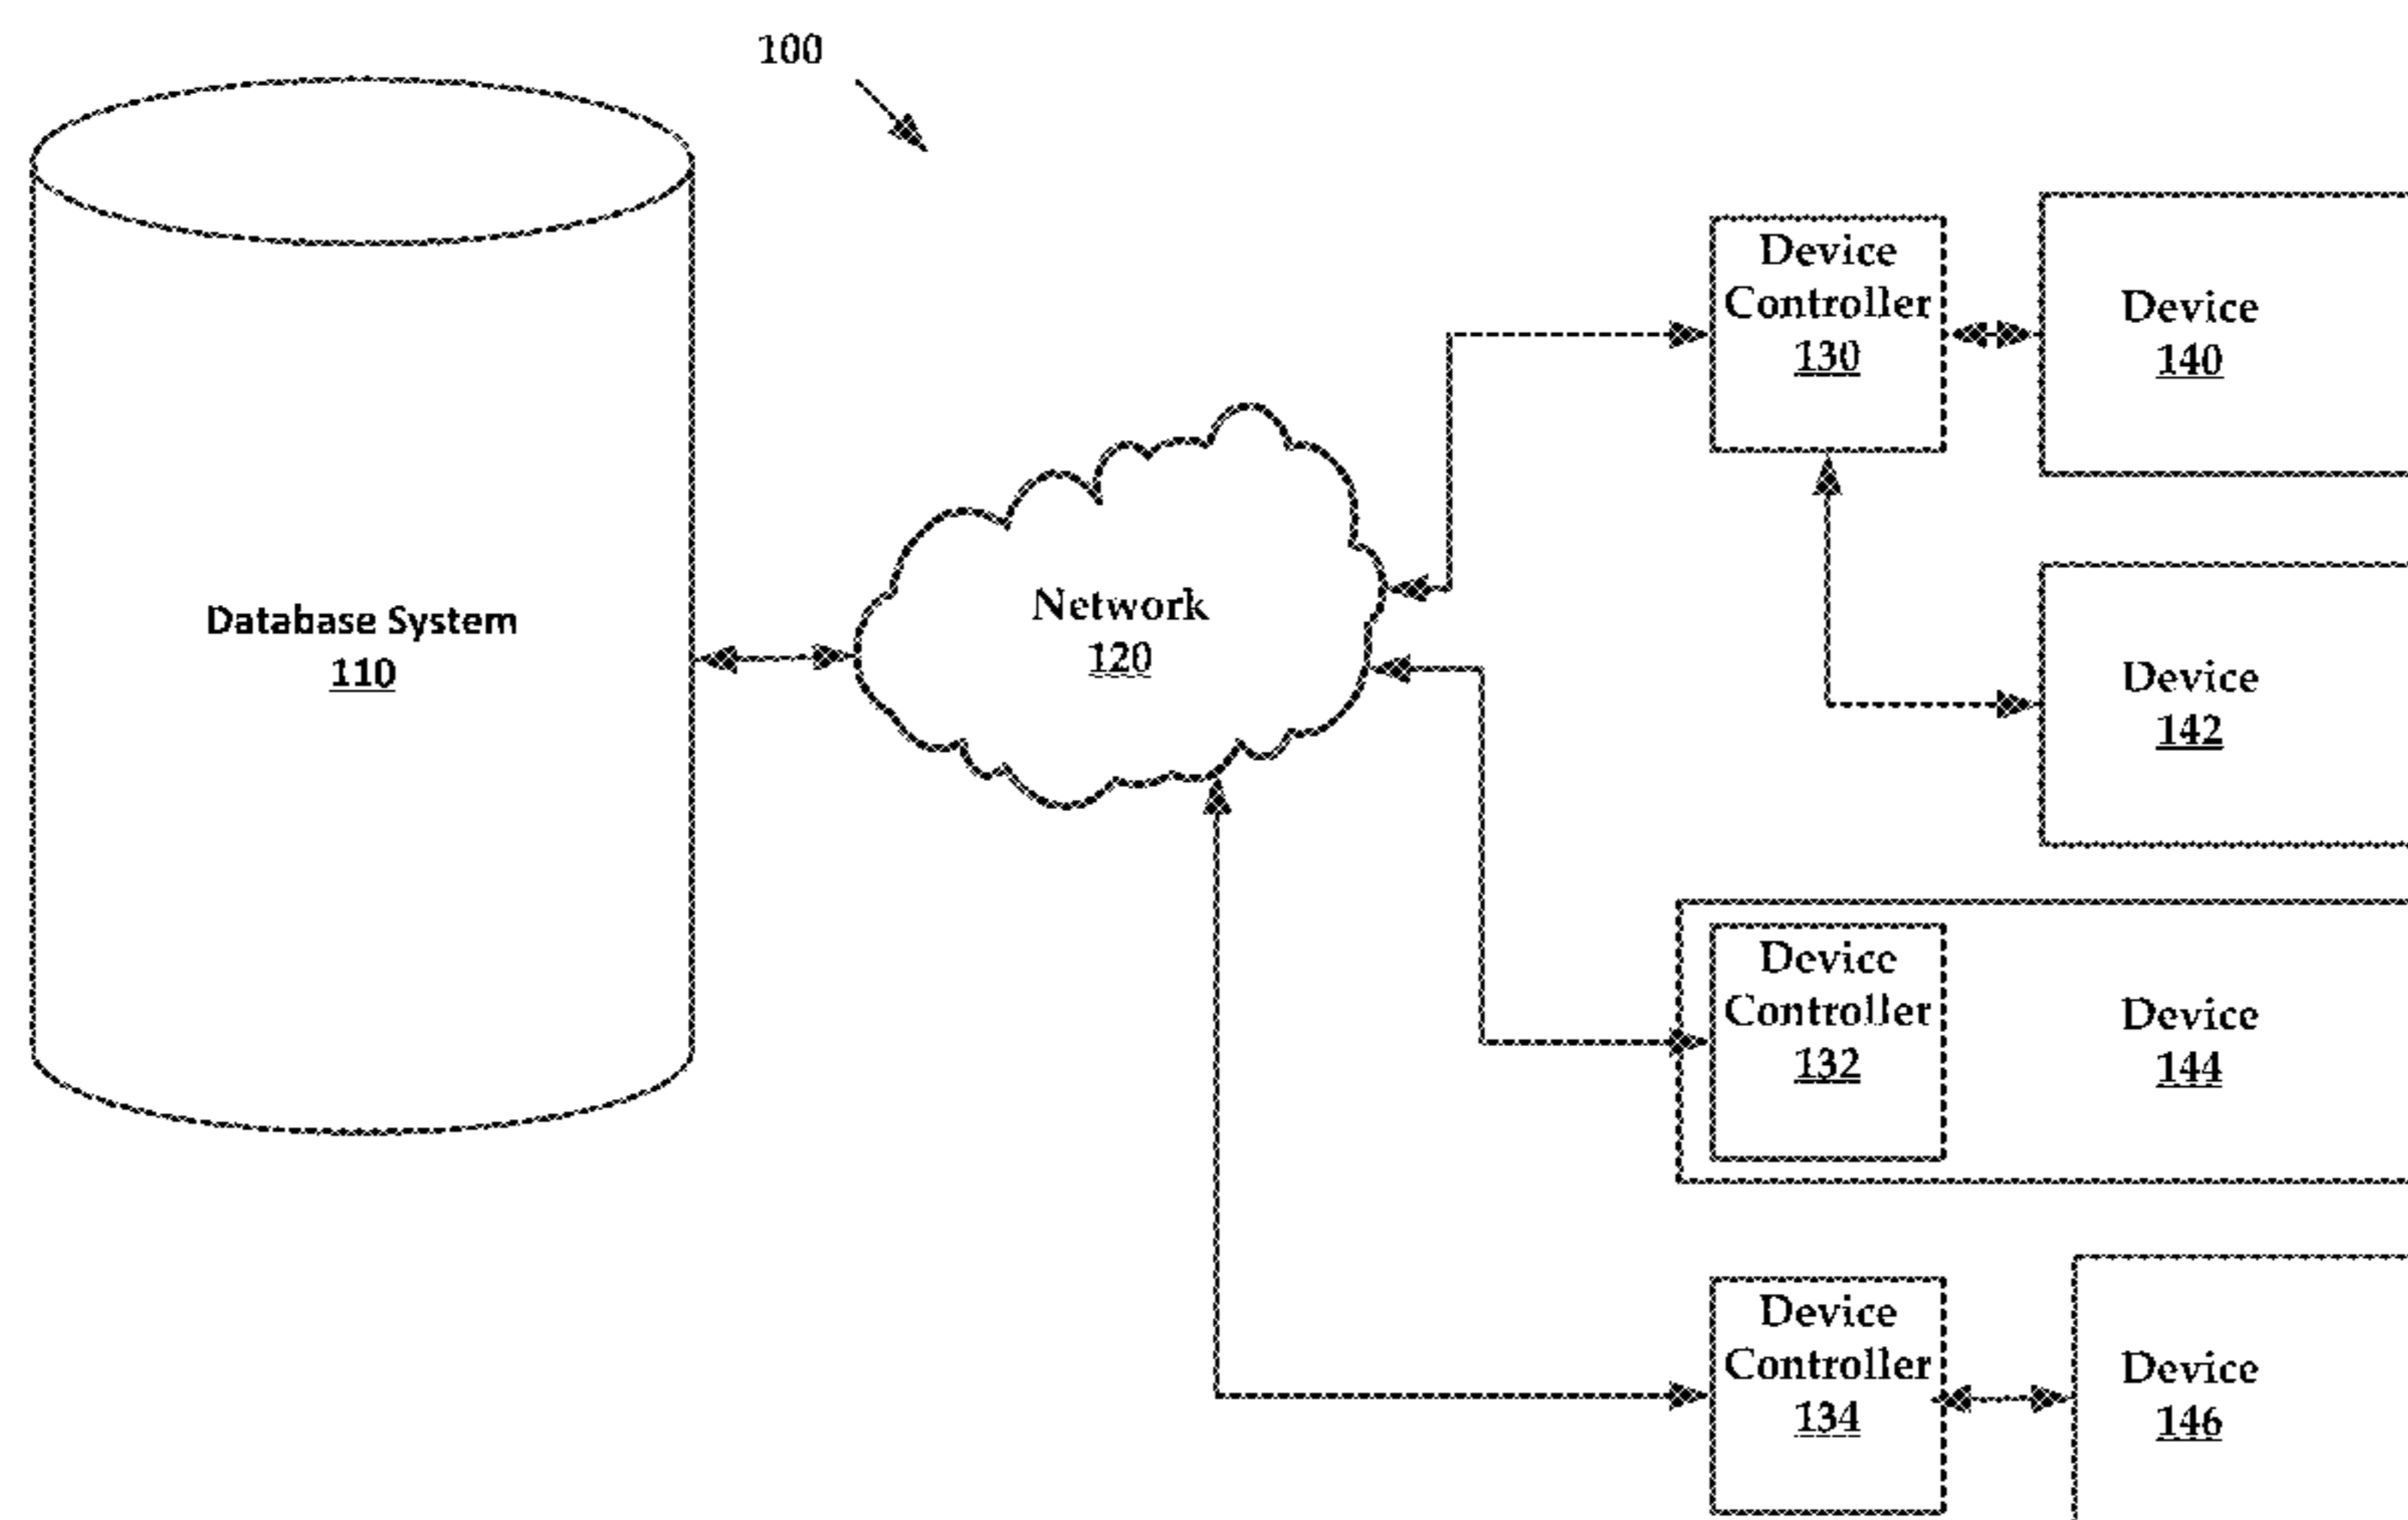 100
Database System
110
Network
120
Device
Controller
130
Device
140
Device
142
Device
Controller
132
Device
144
Device
Controller
134
Device
146